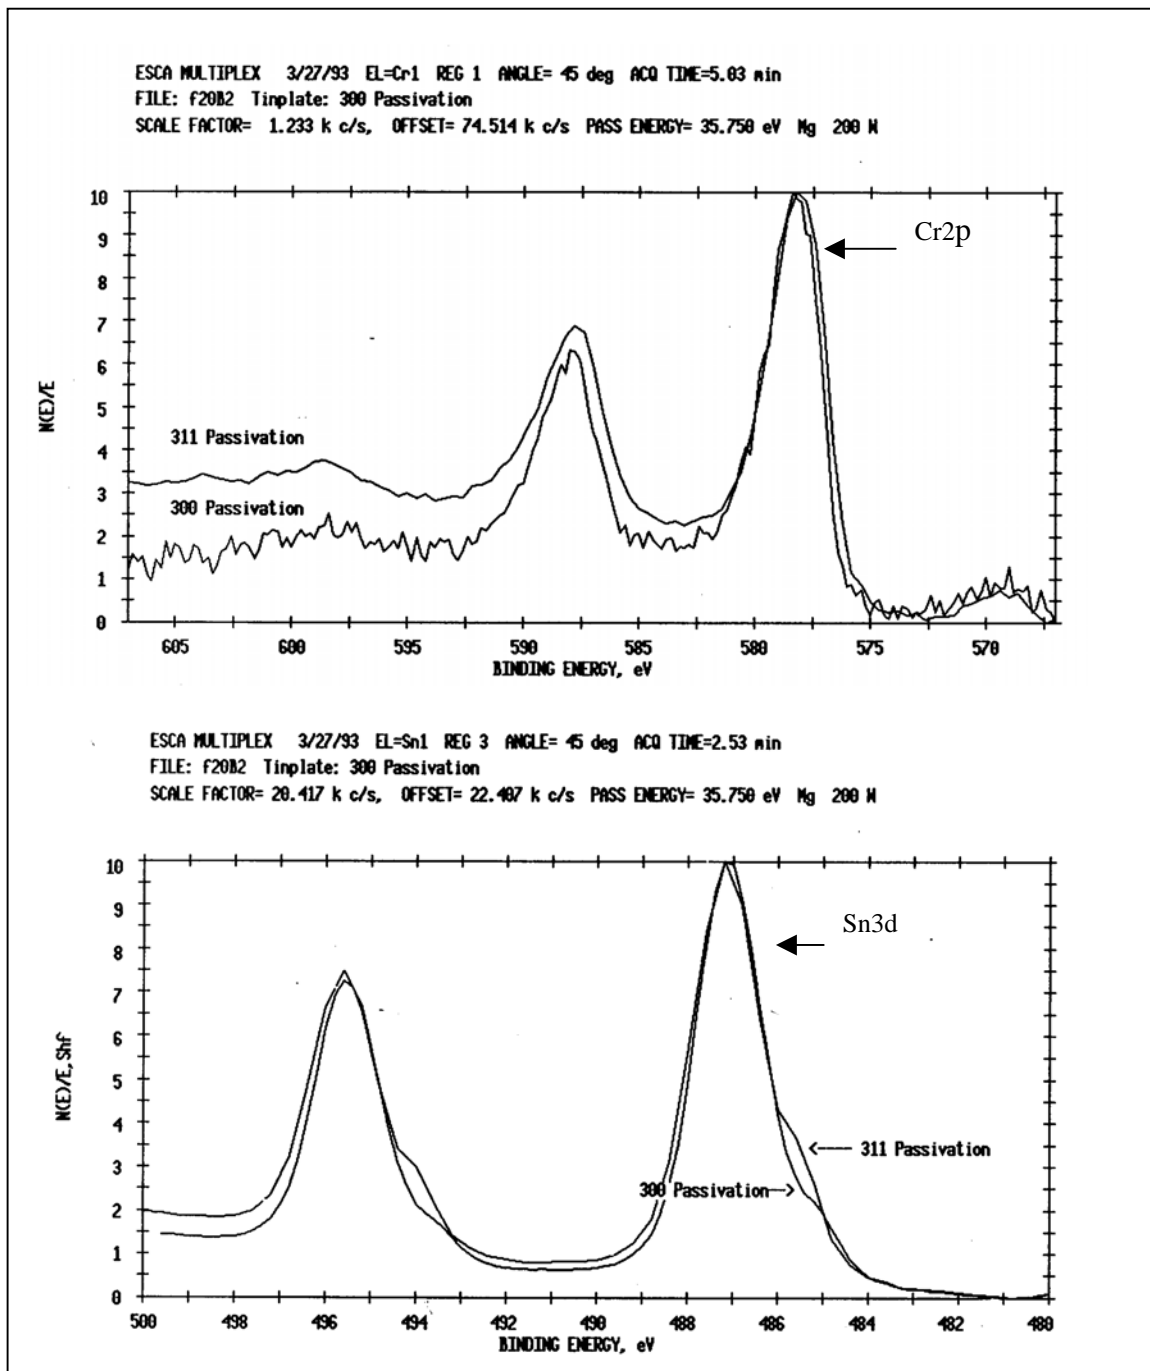 ESCA MULTIPLEX 3/27/93 EL=Cr1 REG 1 ANGLE= 45 deg ACQ TIME=5.03 min
FILE: f20B2 Tinplate: 300 Passivation
SCALE FACTOR= 1.233 k c/s, OFFSET= 74.514 k c/s PASS ENERGY= 35.750 eV Mg 200 W
10
9
8
7
6
5
4
3
2
1
0
N(E)/E
Cr2p
311 Passivation
300 Passivation
605 600 595 590 585 580 575 570
BINDING ENERGY, eV
ESCA MULTIPLEX 3/27/93 EL=Sn1 REG 3 ANGLE= 45 deg ACQ TIME=2.53 min
FILE: f20B2 Tinplate: 300 Passivation
SCALE FACTOR= 20.417 k c/s, OFFSET= 22.407 k c/s PASS ENERGY= 35.750 eV Mg 200 W
10
9
8
7
6
5
4
3
2
1
0
N(E)/E,Shf
Sn3d
311 Passivation
300 Passivation
500 498 496 494 492 490 488 486 484 482 480
BINDING ENERGY, eV